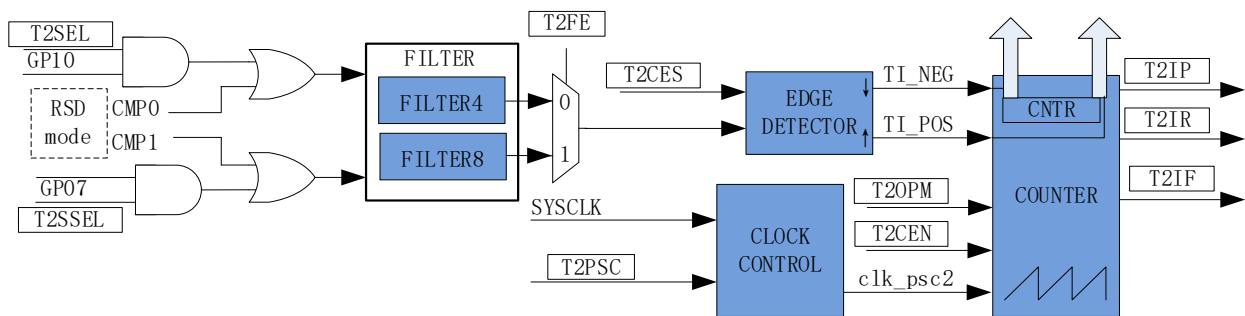 T2SEL
GP10
RSD
mode
CMP0
CMP1
GP07
T2SSEL
FILTER
FILTER4
FILTER8
T2FE
0
1
T2CES
EDGE
DETECTOR
TI_NEG
TI_POS
SYSCLK
T2PSC
CLOCK
CONTROL
T2OPM
T2CEN
clk_psc2
CNTR
COUNTER
T2IP
T2IR
T2IF